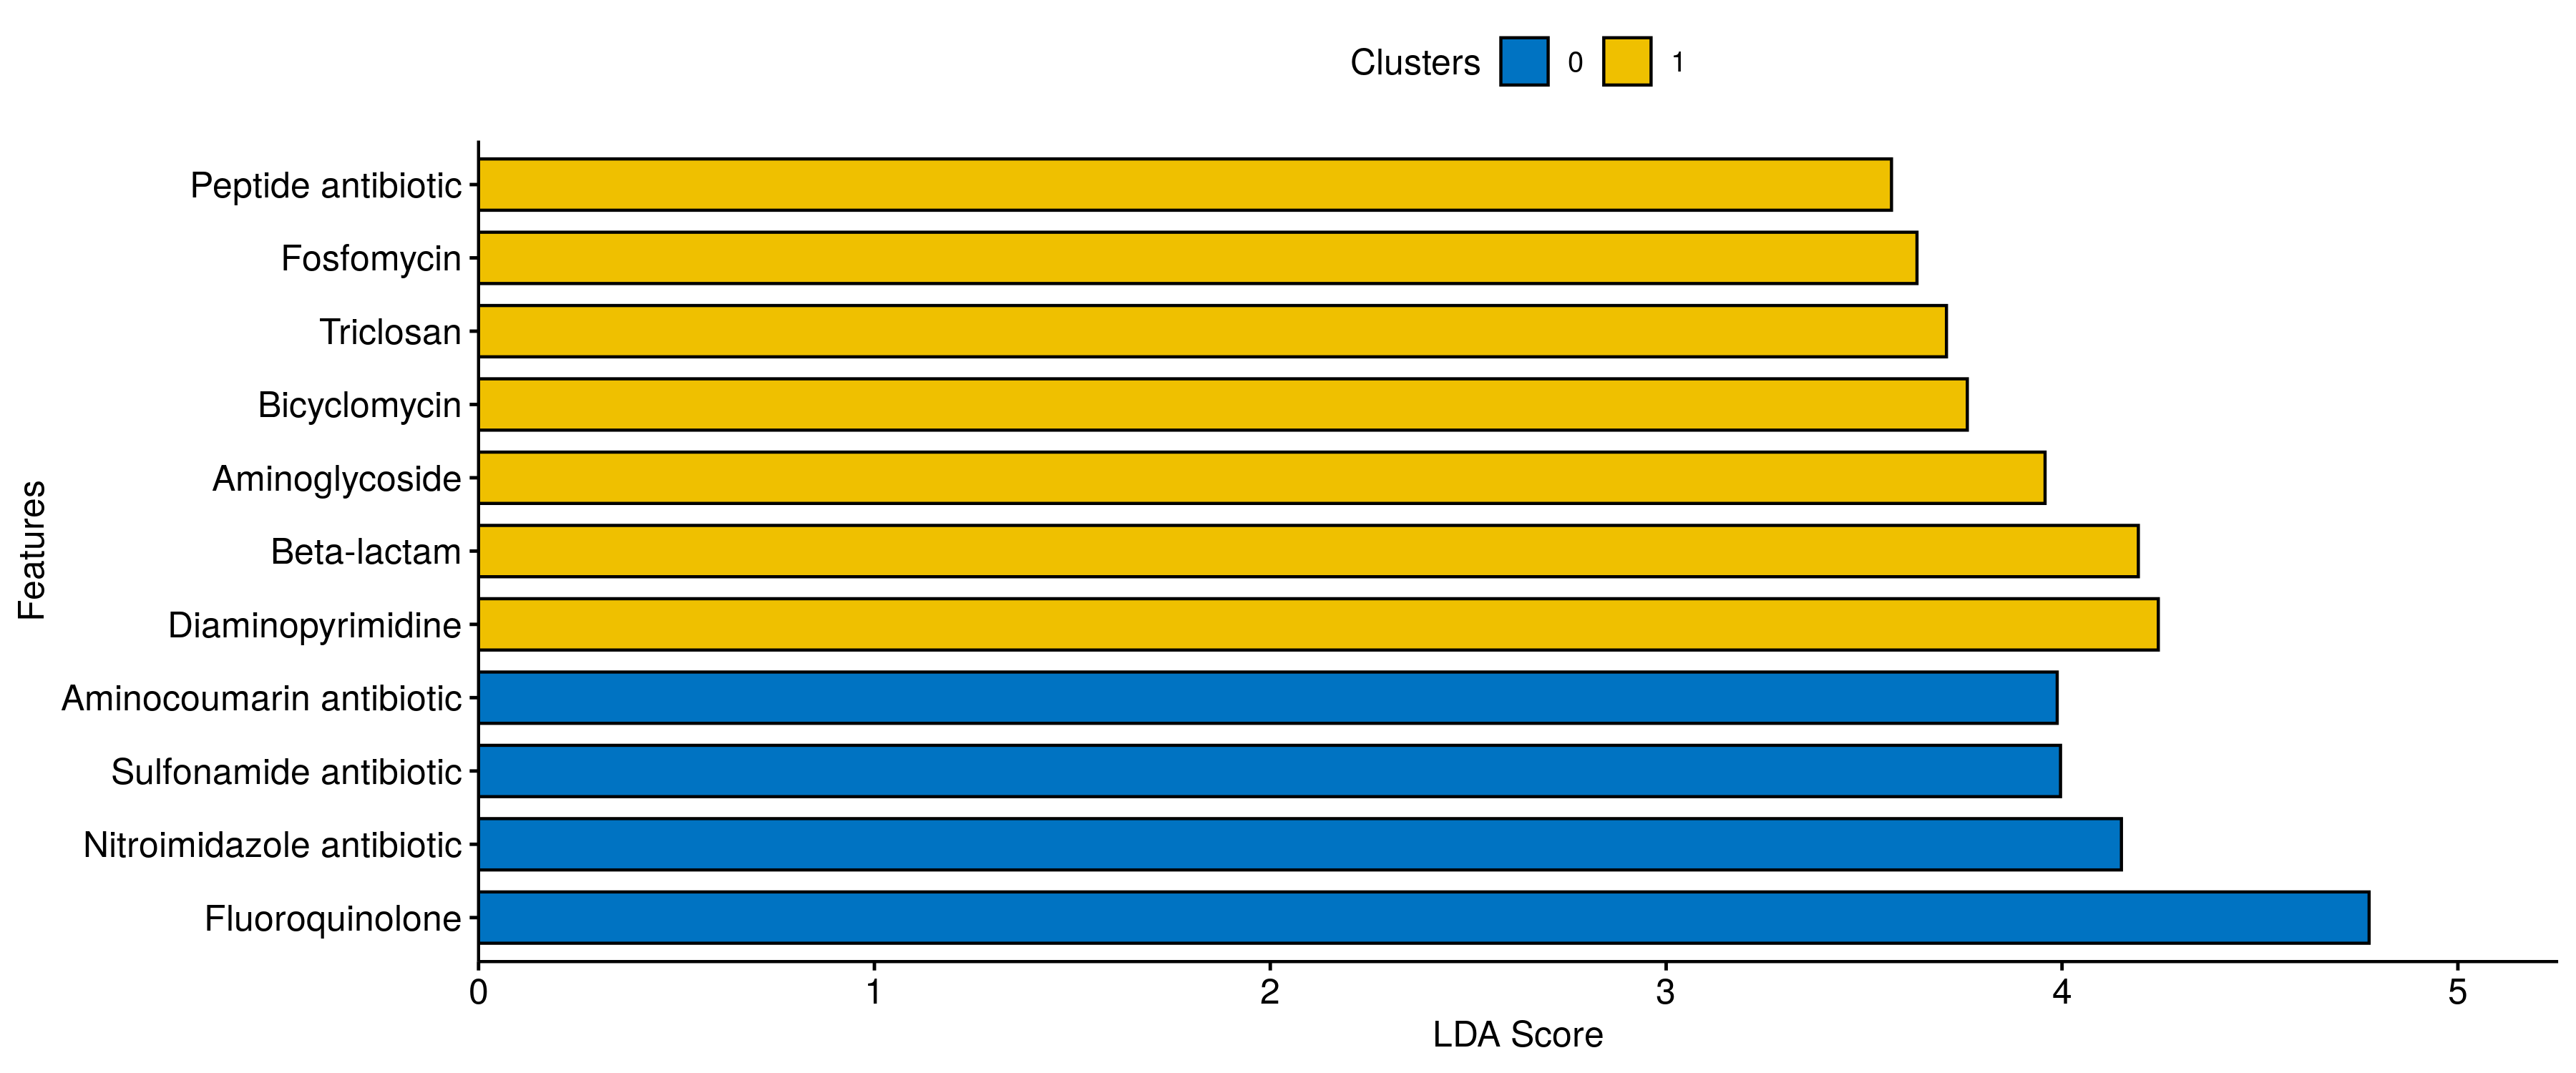 Clusters 0 1
Peptide antibiotic
Fosfomycin
Triclosan
Bicyclomycin
Aminoglycoside
Beta-lactam
Diaminopyrimidine
Aminocoumarin antibiotic
Sulfonamide antibiotic
Nitroimidazole antibiotic
Fluoroquinolone
Features
0 1 2 3 4 5
LDA Score